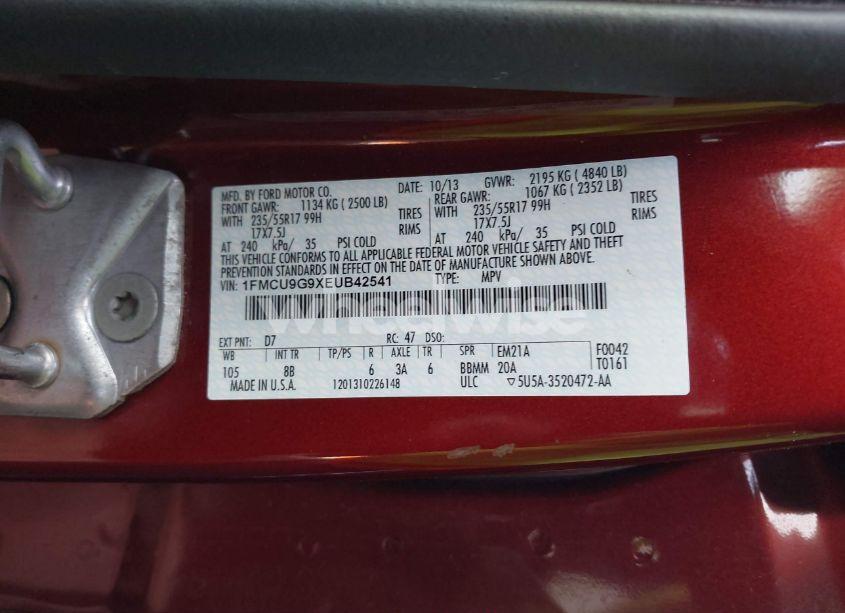 MFD. BY FORD MOTOR CO. DATE: 10/13 GVWR: 2195 KG ( 4840 LB)
FRONT GAWR: 1134 KG ( 2500 LB) REAR GAWR: 1067 KG ( 2352 LB)
WITH 235/55R17 99H TIRES WITH 235/55R17 99H TIRES
17X7.5J RIMS 17X7.5J RIMS
AT 240 kPa/ 35 PSI COLD AT 240 kPa/ 35 PSI COLD
THIS VEHICLE CONFORMS TO ALL APPLICABLE FEDERAL MOTOR VEHICLE SAFETY AND THEFT
PREVENTION STANDARDS IN EFFECT ON THE DATE OF MANUFACTURE SHOWN ABOVE.
VIN: 1FMCU9G9XEUB42541 TYPE: MPV
wheelwise
EXT PNT: D7 RC: 47 DSO:
WB INT TR TP/PS R AXLE TR SPR EM21A F0042
105 8B 6 3A 6 BBMM 20A T0161
MADE IN U.S.A. 1201310226148 ULC ▽5U5A-3520472-AA